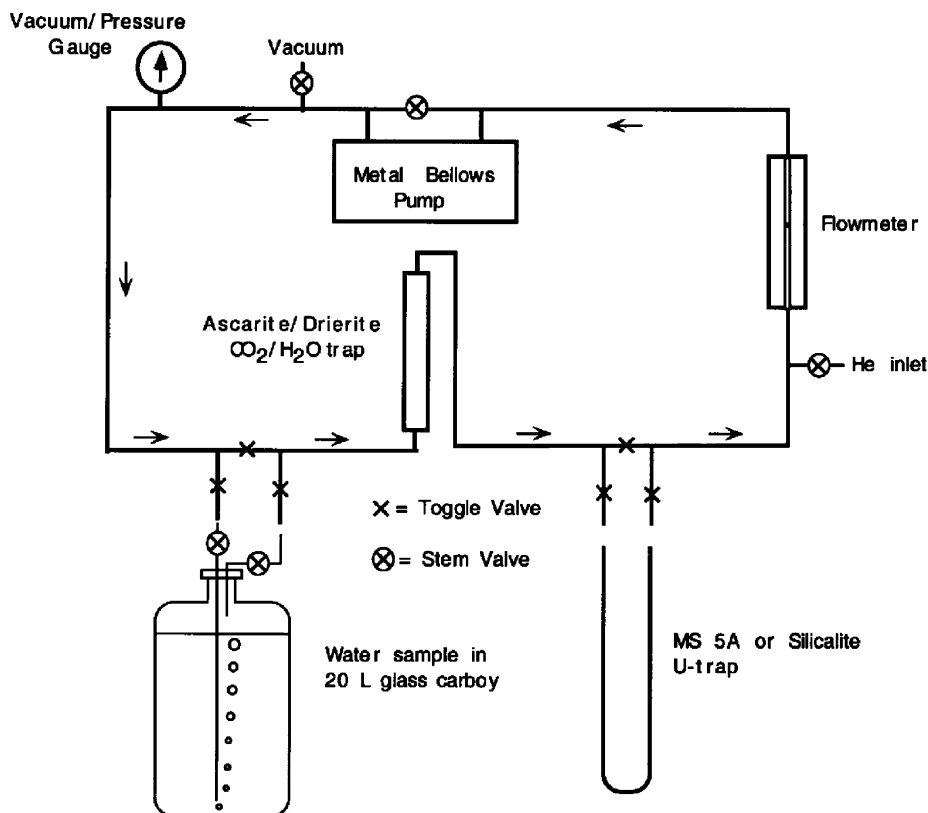 Vacuum/Pressure
Gauge
Vacuum
Metal Bellows
Pump
Flowmeter
Ascarite/Drierite
CO2/H2O trap
He inlet
X = Toggle Valve
⊗ = Stem Valve
Water sample in
20 L glass carboy
MS 5A or Silicalite
U-trap